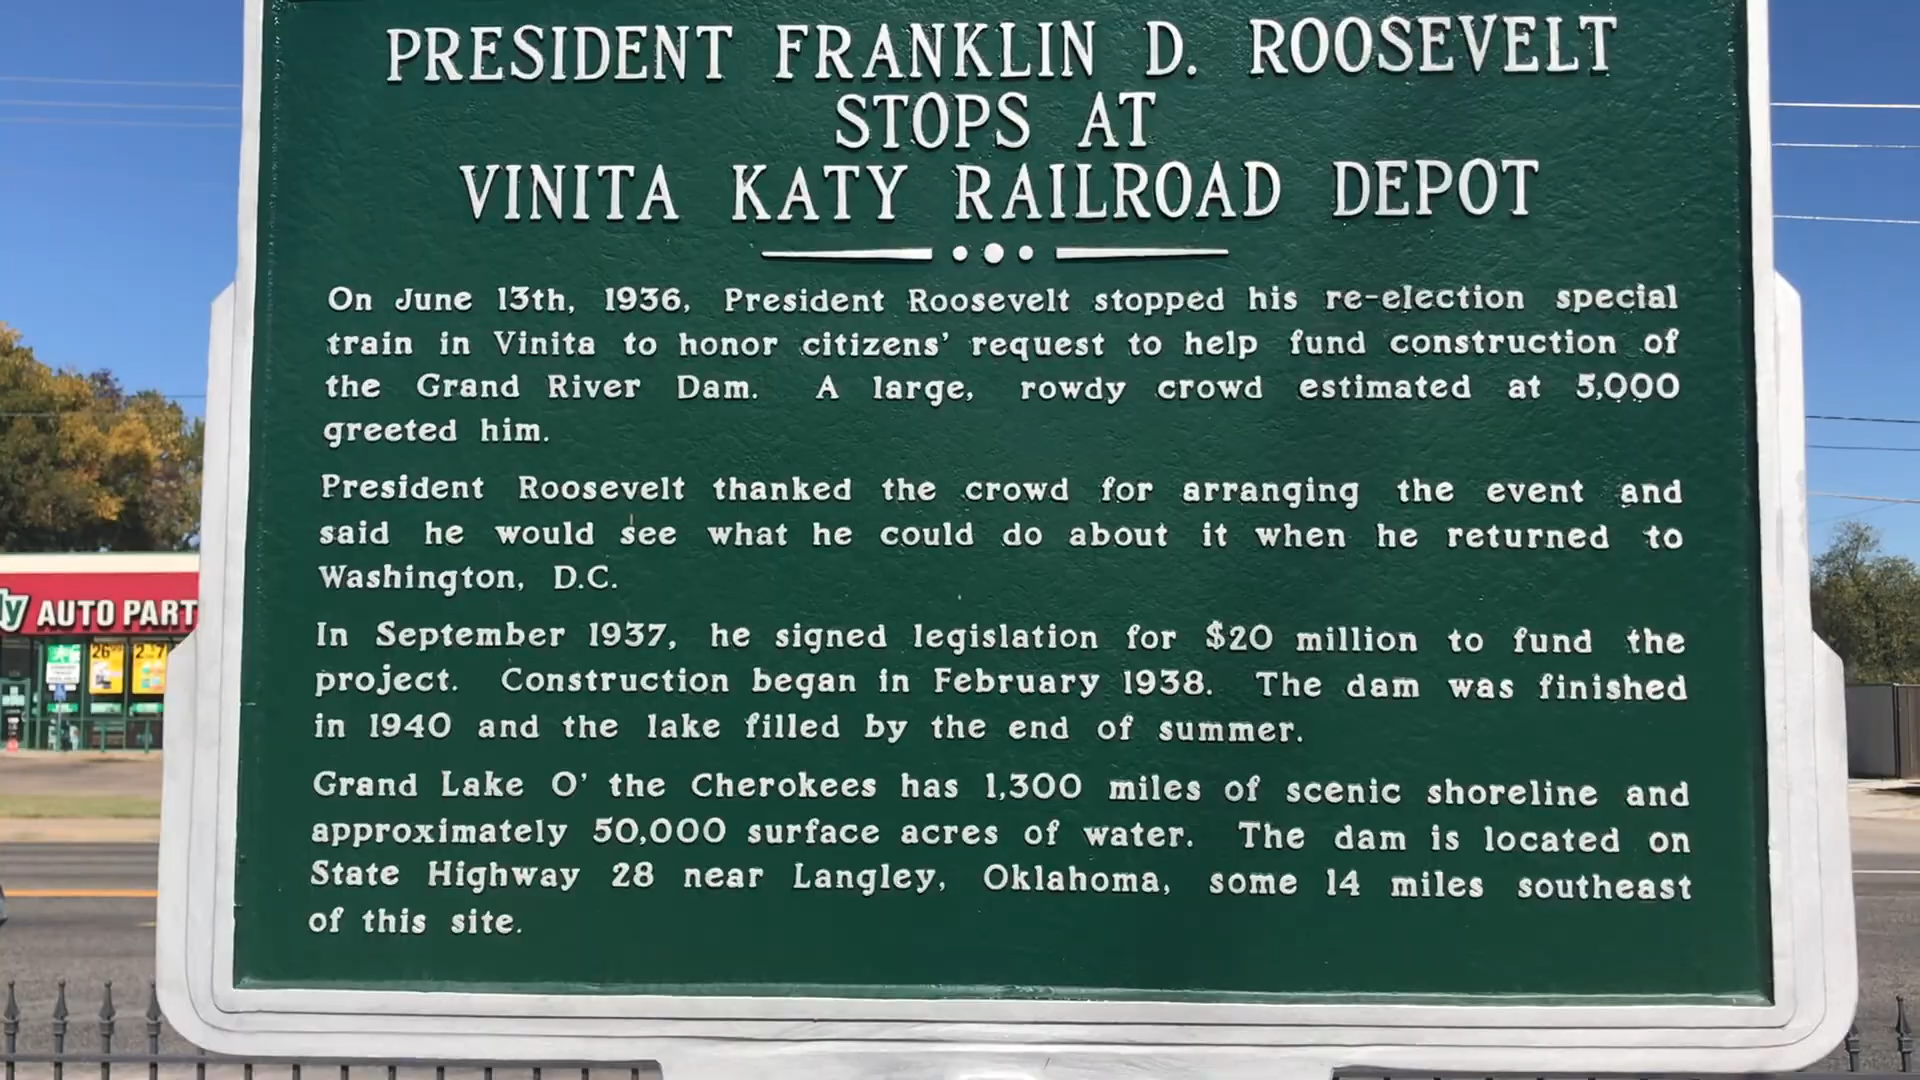 PRESIDENT FRANKLIN D. ROOSEVELT
STOPS AT
VINITA KATY RAILROAD DEPOT
On June 13th, 1936, President Roosevelt stopped his re-election special
train in Vinita to honor citizens' request to help fund construction of
the Grand River Dam. A large, rowdy crowd estimated at 5,000
greeted him.
President Roosevelt thanked the crowd for arranging the event and
said he would see what he could do about it when he returned to
Washington, D.C.
In September 1937, he signed legislation for $20 million to fund the
project. Construction began in February 1938. The dam was finished
in 1940 and the lake filled by the end of summer.
Grand Lake O' the Cherokees has 1,300 miles of scenic shoreline and
approximately 50,000 surface acres of water. The dam is located on
State Highway 28 near Langley, Oklahoma, some 14 miles southeast
of this site.
ly AUTO PART
26